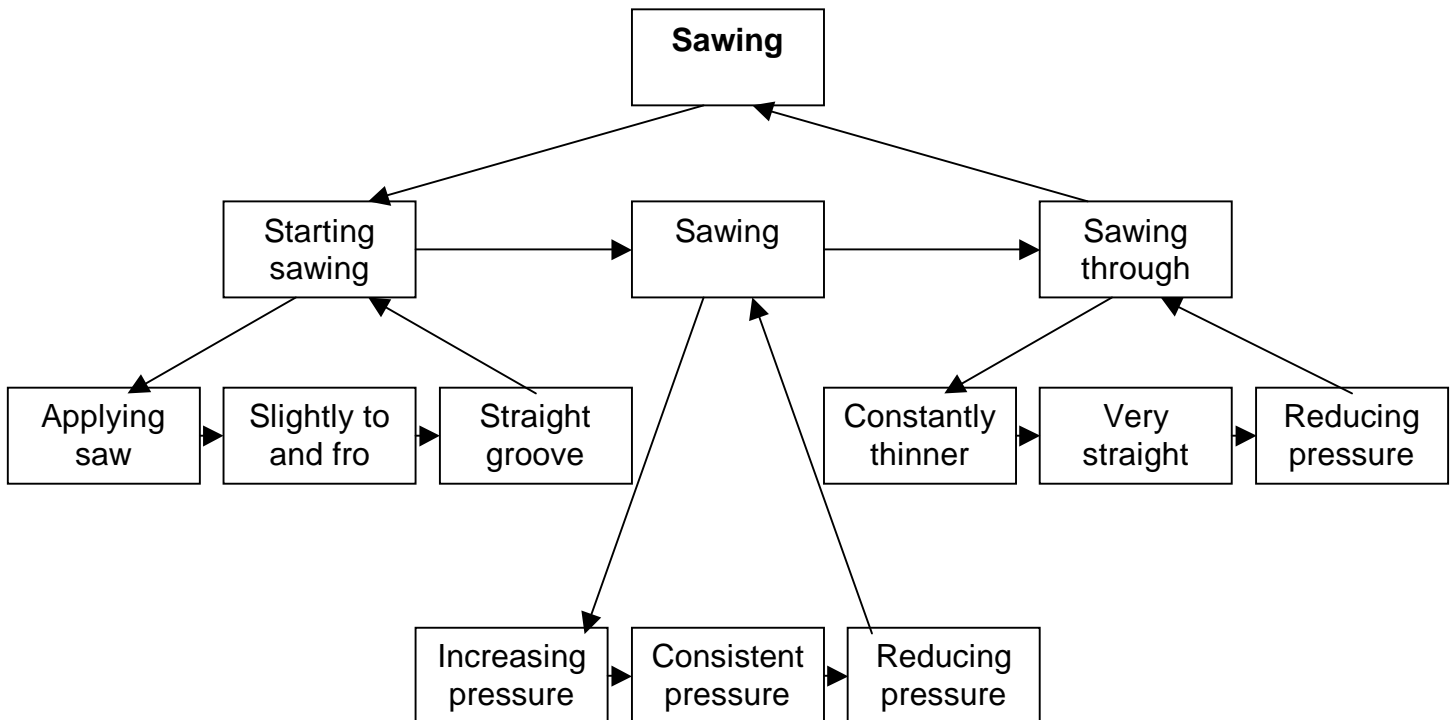 Sawing
Starting
sawing
Sawing
Sawing
through
Applying
saw
Slightly to
and fro
Straight
groove
Constantly
thinner
Very
straight
Reducing
pressure
Increasing
pressure
Consistent
pressure
Reducing
pressure